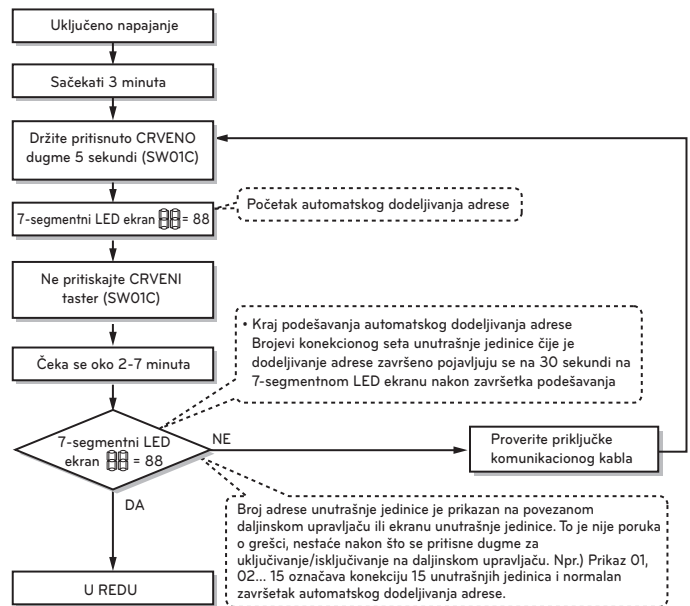 Uključeno napajanje
Sačekati 3 minuta
Držite pritisnuto CRVENO
dugme 5 sekundi (SW01C)
7-segmentni LED ekran 88 = 88
Početak automatskog dodeljivanja adrese
Ne pritiskajte CRVENI
taster (SW01C)
• Kraj podešavanja automatskog dodeljivanja adrese
Brojevi konekcionog seta unutrašnje jedinice čije je
dodeljivanje adrese završeno pojavljuju se na 30 sekundi na
7-segmentnom LED ekranu nakon završetka podešavanja
Čeka se oko 2-7 minuta
7-segmentni LED
ekran 88 = 88
NE
Proverite priključke
komunikacionog kabla
DA
Broj adrese unutrašnje jedinice je prikazan na povezanom
daljinskom upravljaču ili ekranu unutrašnje jedinice. To je nije poruka
o grešci, nestaće nakon što se pritisne dugme za
uključivanje/isključivanje na daljinskom upravljaču. Npr.) Prikaz 01,
02... 15 označava konekciju 15 unutrašnjih jedinica i normalan
završetak automatskog dodeljivanja adrese.
U REDU